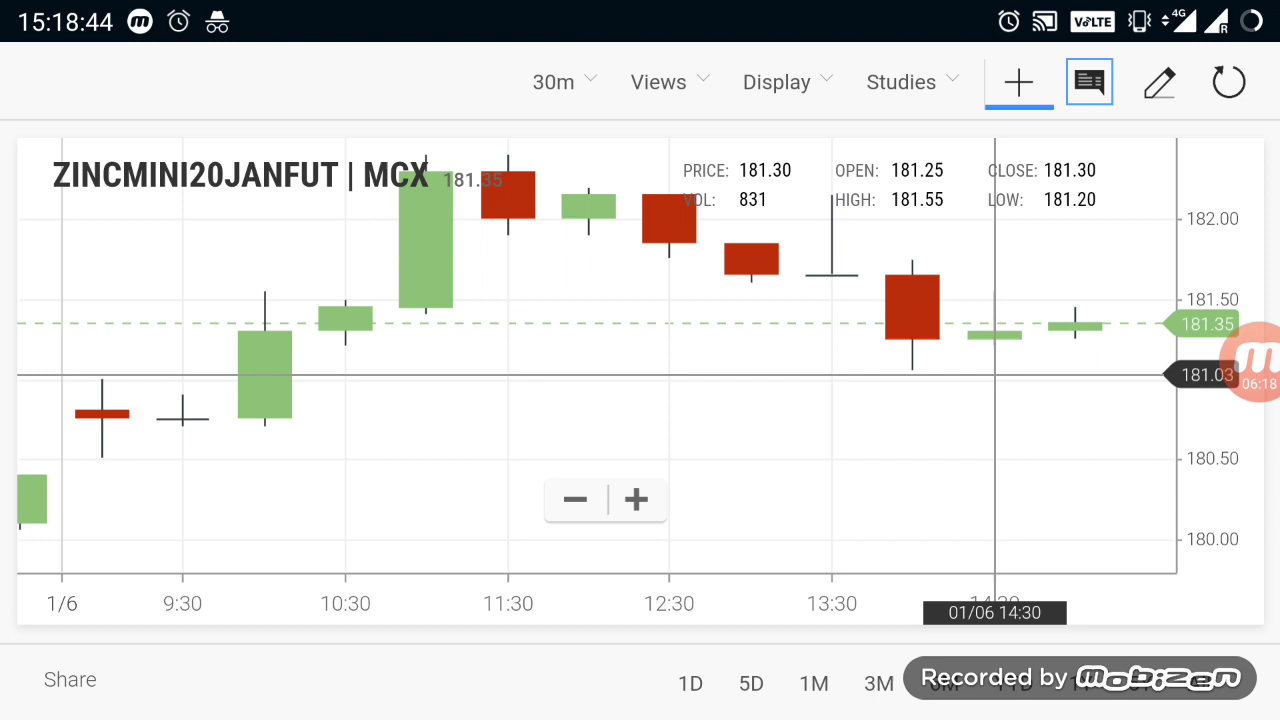 15:18:44 4G VoLTE R
30m Views Display Studies
ZINCMINI20JANFUT | MCX 181.35
PRICE: 181.30 OPEN: 181.25 CLOSE: 181.30
VOL: 831 HIGH: 181.55 LOW: 181.20
182.00
181.50
181.35
181.03
06:18
180.50
180.00
1/6 9:30 10:30 11:30 12:30 13:30 14:30
01/06 14:30
Share 1D 5D 1M 3M
Recorded by mobizen